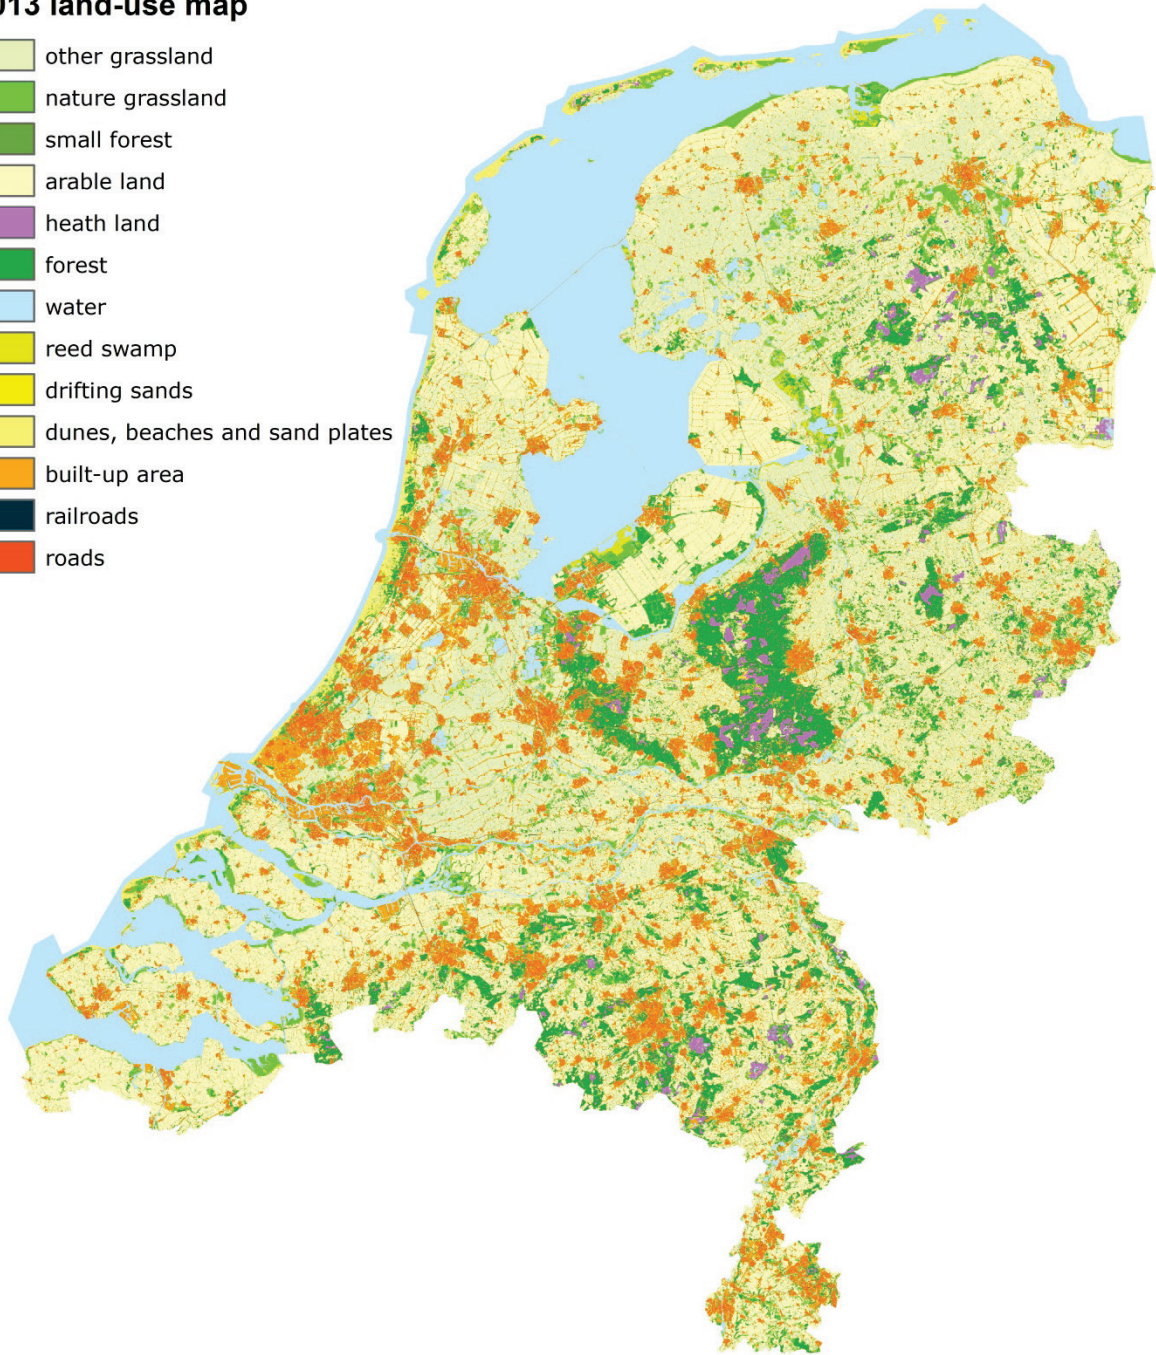 013 land-use map
other grassland
nature grassland
small forest
arable land
heath land
forest
water
reed swamp
drifting sands
dunes, beaches and sand plates
built-up area
railroads
roads